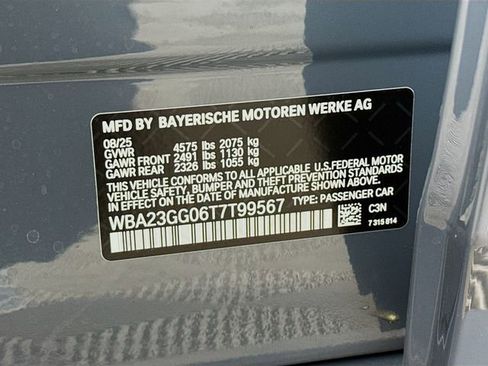 MFD BY BAYERISCHE MOTOREN WERKE AG
08/25
GVWR 4575 lbs 2075 kg
GAWR FRONT 2491 lbs 1130 kg
GAWR REAR 2326 lbs 1055 kg
THIS VEHICLE CONFORMS TO ALL APPLICABLE U.S.FEDERAL MOTOR
VEHICLE SAFETY, BUMPER, AND THEFT PREVENTION STANDARDS
IN EFFECT ON THE DATE OF MANUFACTURE SHOWN ABOVE.
WBA23GG06T7T99567 TYPE: PASSENGER CAR
C3N
7 315 814